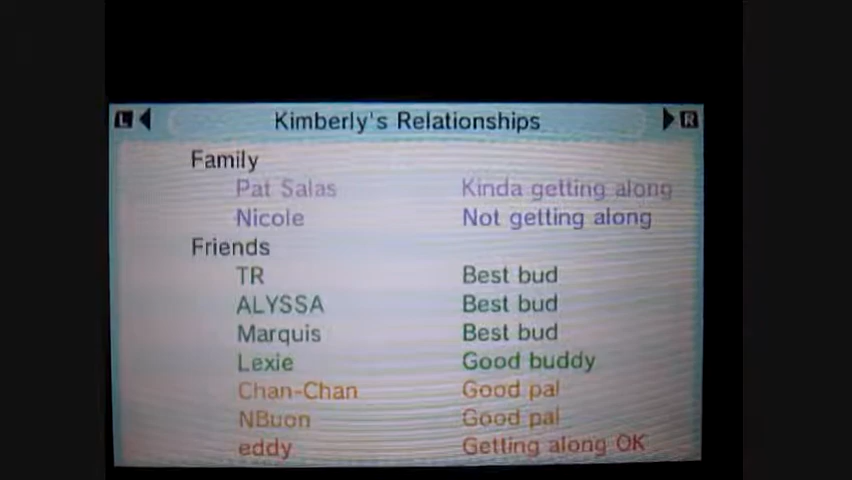 L Kimberly's Relationships R
Family
Pat Salas Kinda getting along
Nicole Not getting along
Friends
TR Best bud
ALYSSA Best bud
Marquis Best bud
Lexie Good buddy
Chan-Chan Good pal
NBuon Good pal
eddy Getting along OK